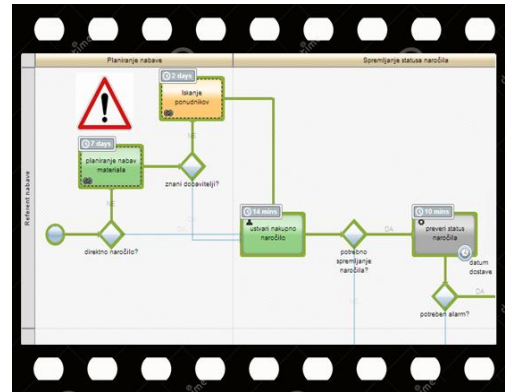 Planiranje nabave
Spremljanje statusa naročila
Referent nabave
2 days
Iskanje
ponudnikov
NE
7 days
planiranje nabav
materiala
znani dobavitelji?
NE
DA
direktno naročilo?
14 mins
ustvari nakupno
naročilo
DA
potrebno
spremljanje
naročila?
10 mins
preveri status
naročila
datum
dostave
DA
potreben alarm?